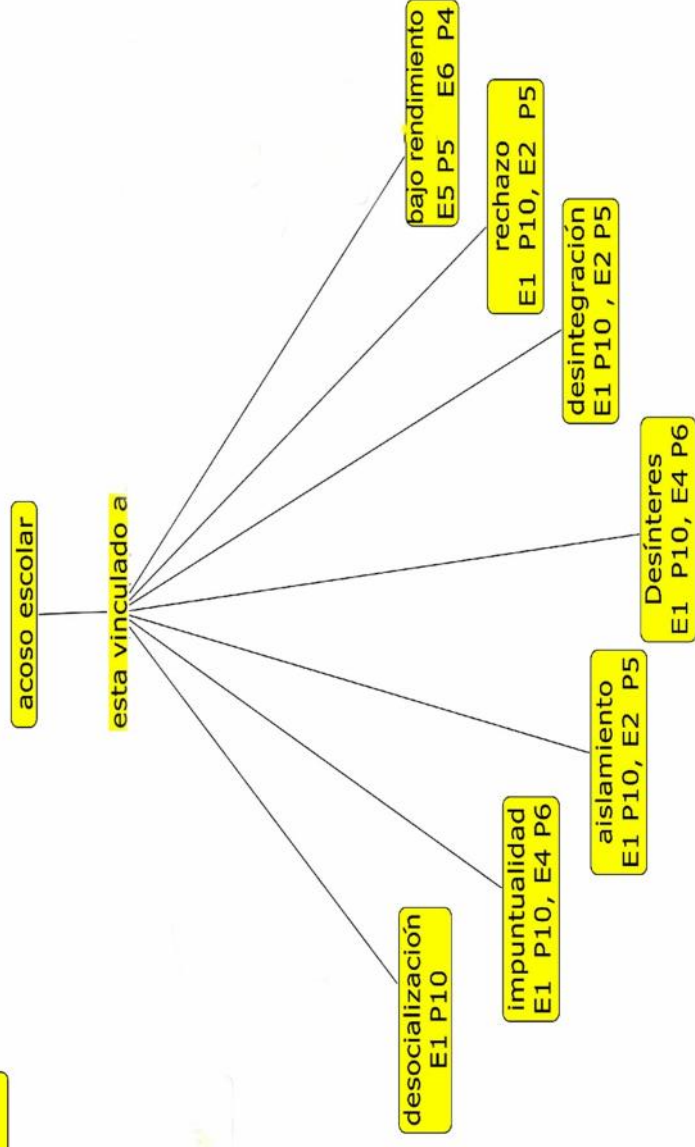 acoso escolar
esta vinculado a
desocialización
E1 P10
impuntualidad
E1 P10, E4 P6
aislamiento
E1 P10, E2 P5
Desínteres
E1 P10, E4 P6
desintegración
E1 P10 , E2 P5
rechazo
E1 P10, E2 P5
bajo rendimiento
E5 P5 E6 P4